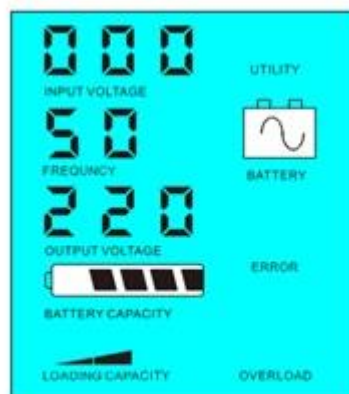 000
INPUT VOLTAGE
UTILITY
50
FREQUNCY
BATTERY
220
OUTPUT VOLTAGE
ERROR
BATTERY CAPACITY
LOADING CAPACITY
OVERLOAD